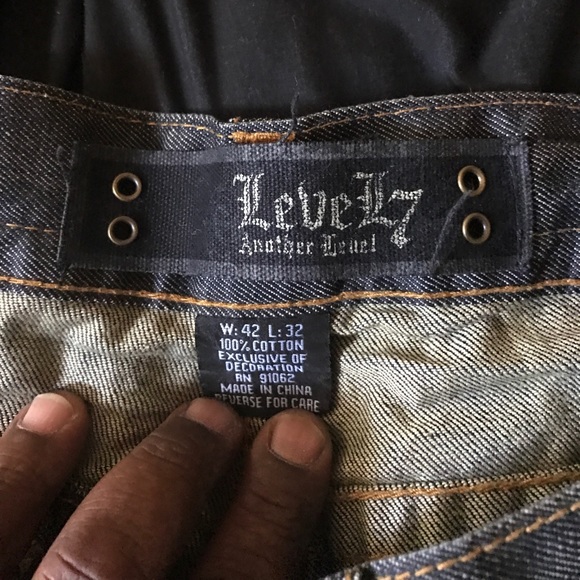 LeveL7
Another Level
W: 42 L: 32
100% COTTON
EXCLUSIVE OF
DECORATION
RN 91062
MADE IN CHINA
REVERSE FOR CARE